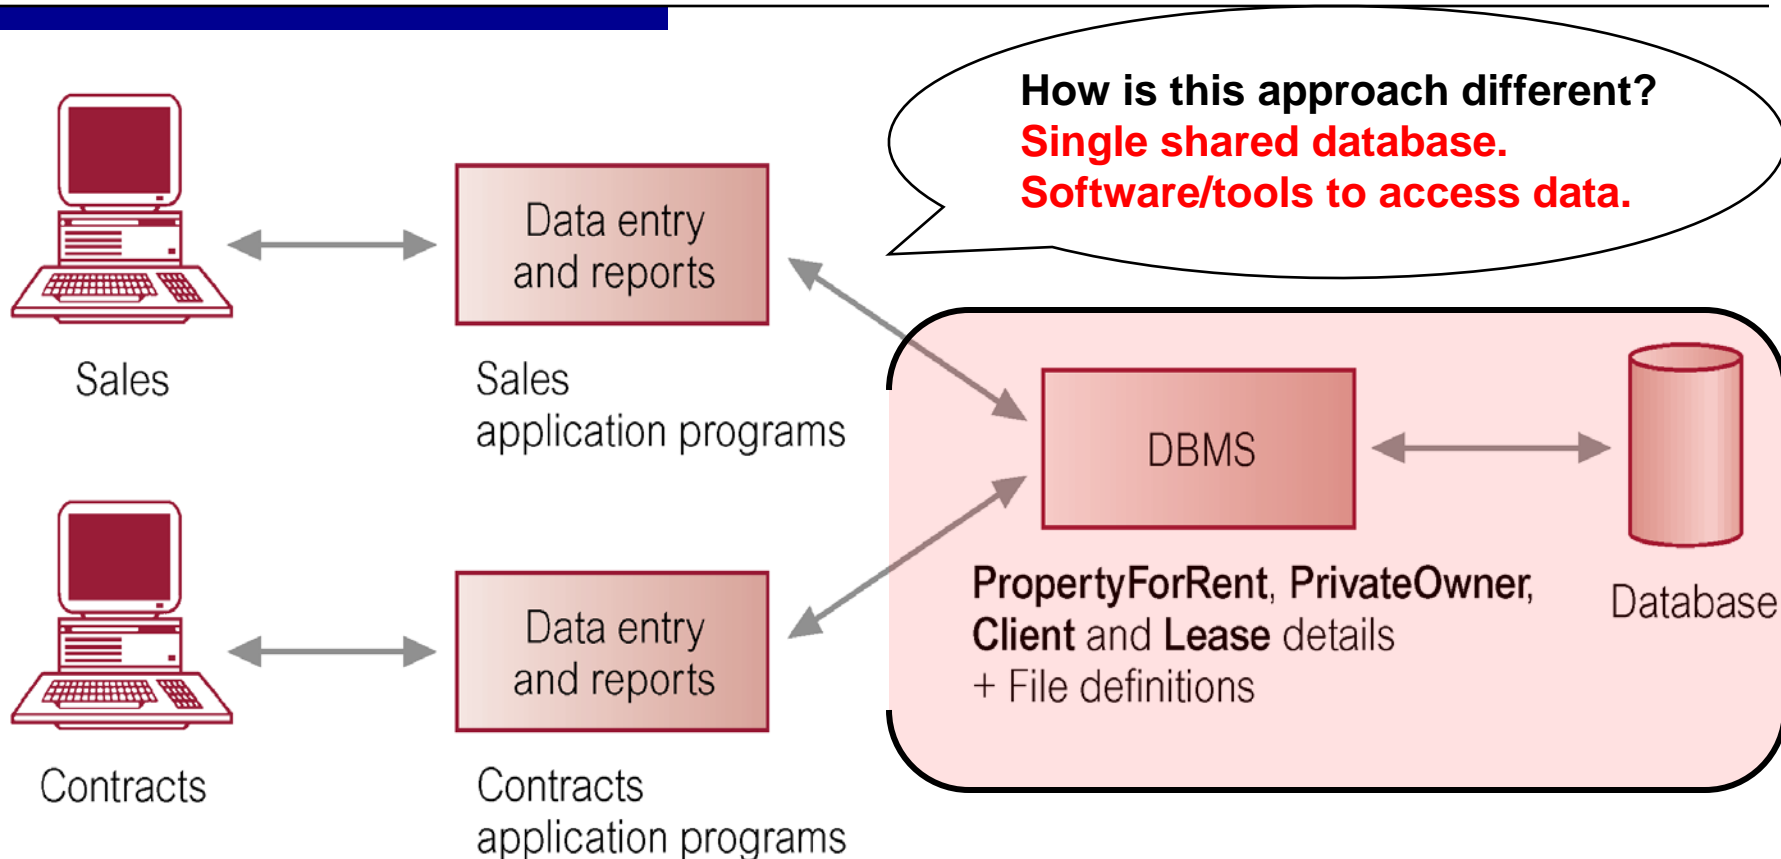 How is this approach different?
Single shared database.
Software/tools to access data.
Data entry
and reports
Sales
Sales
application programs
DBMS
PropertyForRent, PrivateOwner,
Client and Lease details
+ File definitions
Database
Data entry
and reports
Contracts
Contracts
application programs